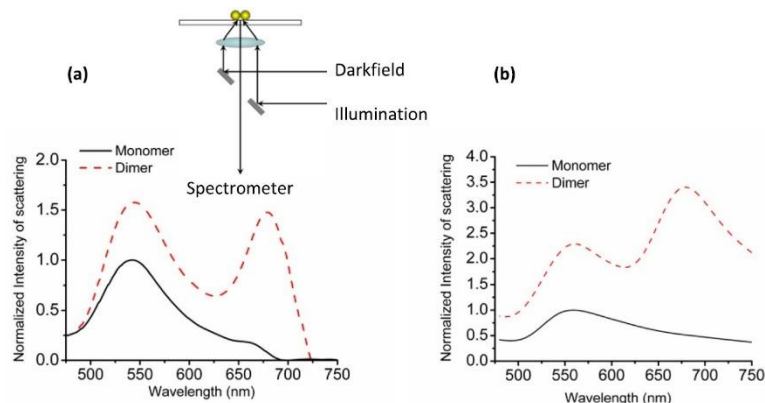 (a)
Darkfield
Illumination
Spectrometer
Monomer
Dimer
Normalized Intensity of scattering
2.0
1.5
1.0
0.5
0.0
500 550 600 650 700 750
Wavelength (nm)
(b)
Monomer
Dimer
Normalized Intensity of scattering
4.0
3.5
3.0
2.5
2.0
1.5
1.0
0.5
0.0
500 550 600 650 700 750
Wavelength (nm)